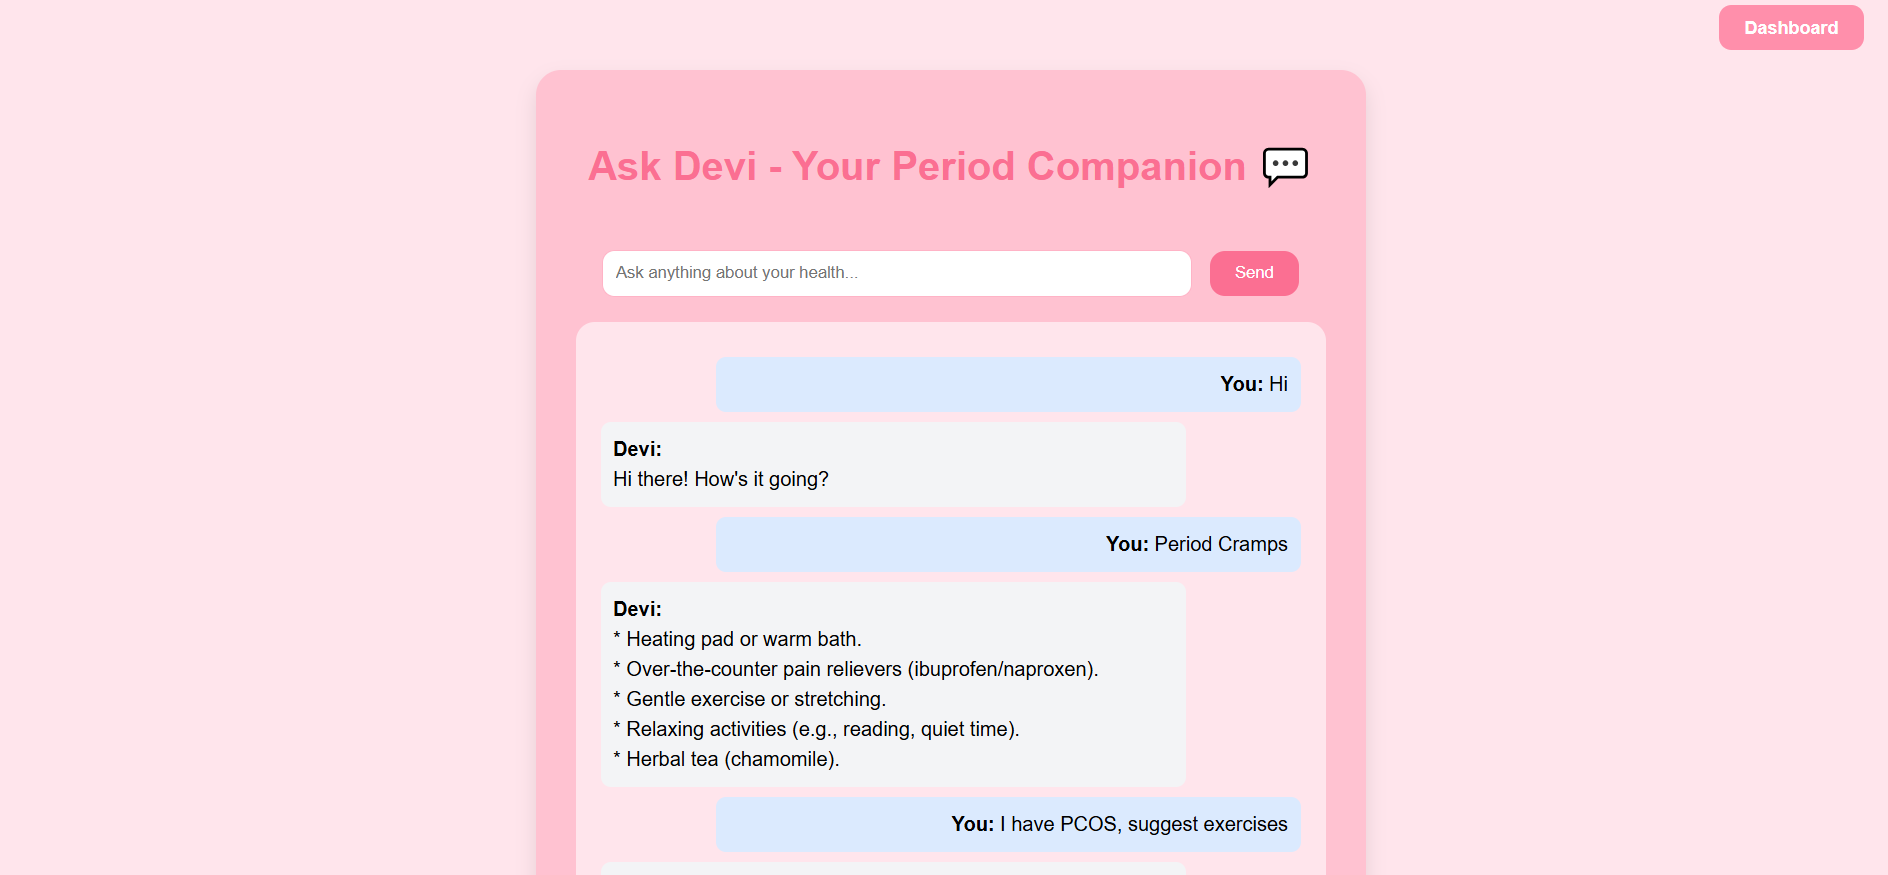 Dashboard
Ask Devi - Your Period Companion 💬
Ask anything about your health...
Send
You: Hi
Devi:
Hi there! How's it going?
You: Period Cramps
Devi:
* Heating pad or warm bath.
* Over-the-counter pain relievers (ibuprofen/naproxen).
* Gentle exercise or stretching.
* Relaxing activities (e.g., reading, quiet time).
* Herbal tea (chamomile).
You: I have PCOS, suggest exercises